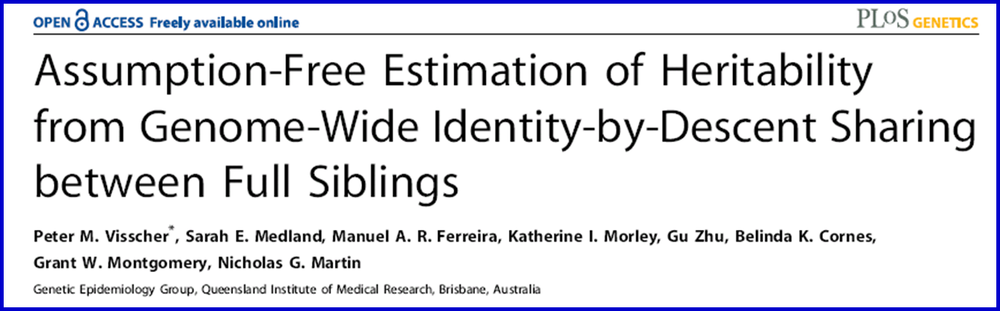 OPEN ACCESS Freely available online PLoS GENETICS
Assumption-Free Estimation of Heritability
from Genome-Wide Identity-by-Descent Sharing
between Full Siblings
Peter M. Visscher*, Sarah E. Medland, Manuel A. R. Ferreira, Katherine I. Morley, Gu Zhu, Belinda K. Cornes,
Grant W. Montgomery, Nicholas G. Martin
Genetic Epidemiology Group, Queensland Institute of Medical Research, Brisbane, Australia